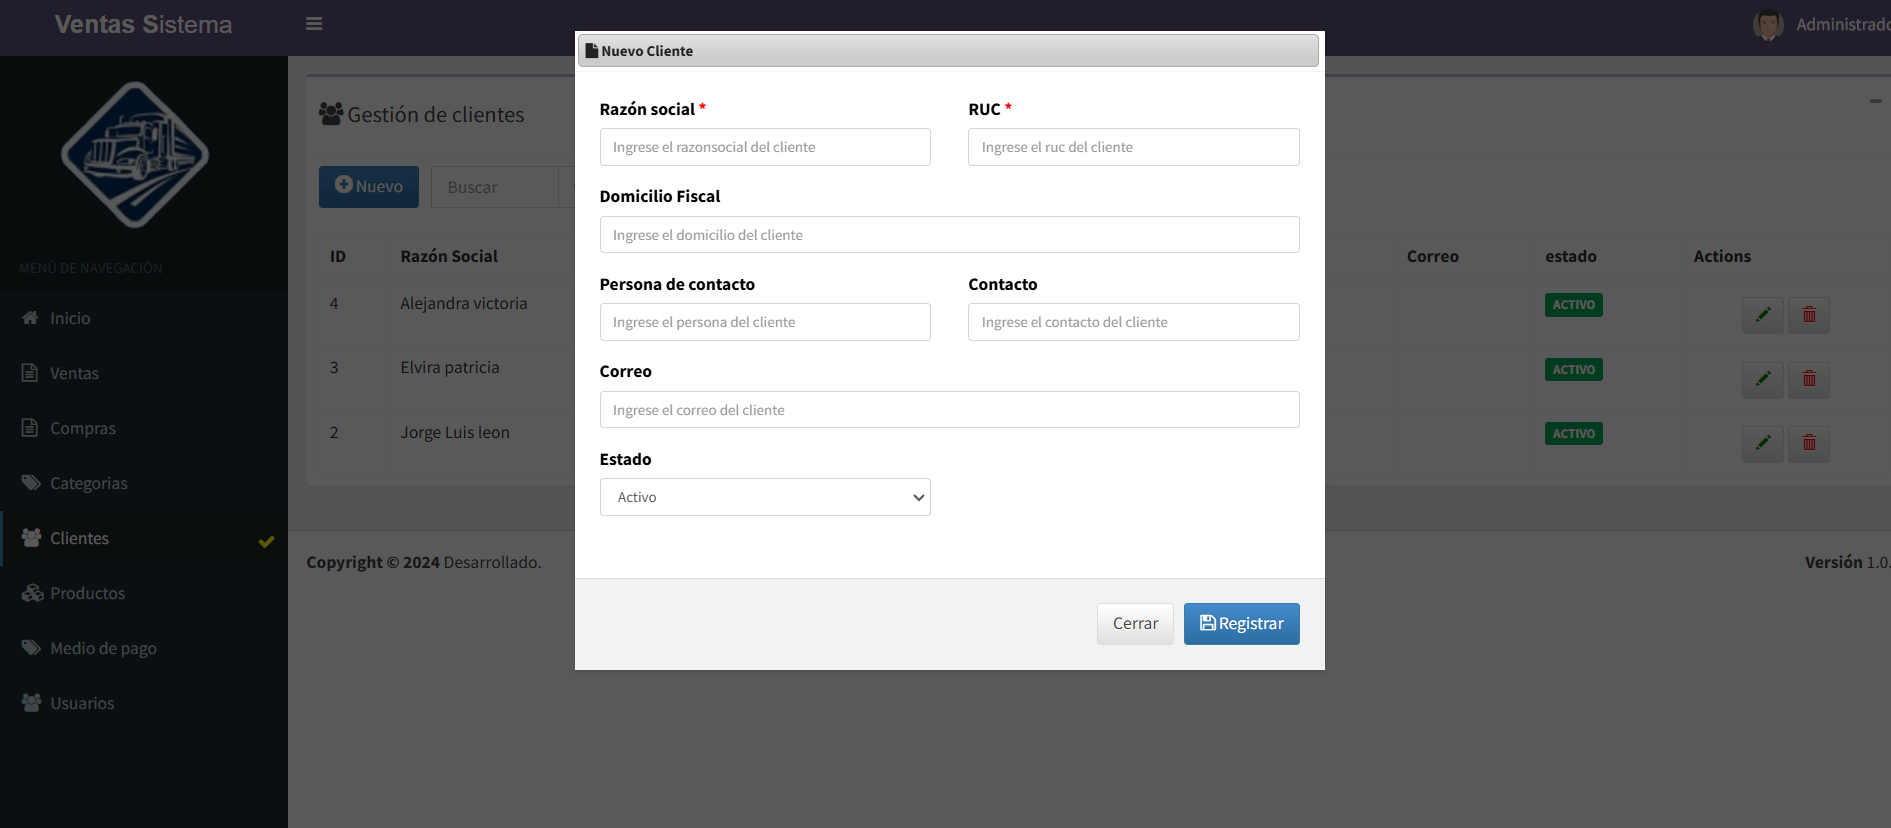 Ventas Sistema
Administrado
Nuevo Cliente
Gestión de clientes
Razón social *
RUC *
Ingrese el razonsocial del cliente
Ingrese el ruc del cliente
Nuevo
Buscar
Domicilio Fiscal
Ingrese el domicilio del cliente
MENÚ DE NAVEGACIÓN
ID
Razón Social
Correo
estado
Actions
Persona de contacto
Contacto
4
Alejandra victoria
ACTIVO
Ingrese el persona del cliente
Ingrese el contacto del cliente
Inicio
3
Elvira patricia
ACTIVO
Ventas
Correo
Ingrese el correo del cliente
Compras
2
Jorge Luis leon
ACTIVO
Estado
Categorias
Activo
Clientes
Copyright © 2024 Desarrollado.
Versión 1.0.
Productos
Cerrar
Registrar
Medio de pago
Usuarios